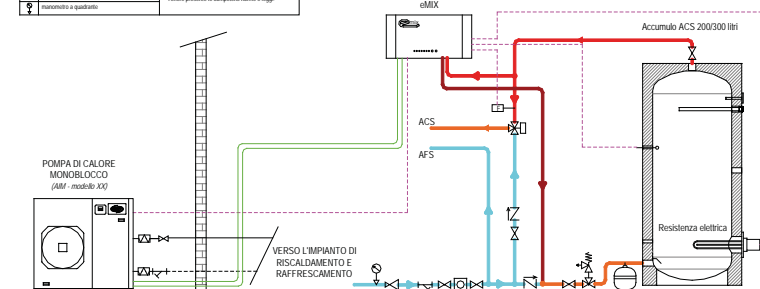 manometro a quadrante
eMIX
Accumulo ACS 200/300 litri
F
ACS
AFS
POMPA DI CALORE
MONOBLOCCO
(AIM - modello XX)
Resistenza elettrica
VERSO L'IMPIANTO DI
RISCALDAMENTO E
RAFFRESCAMENTO